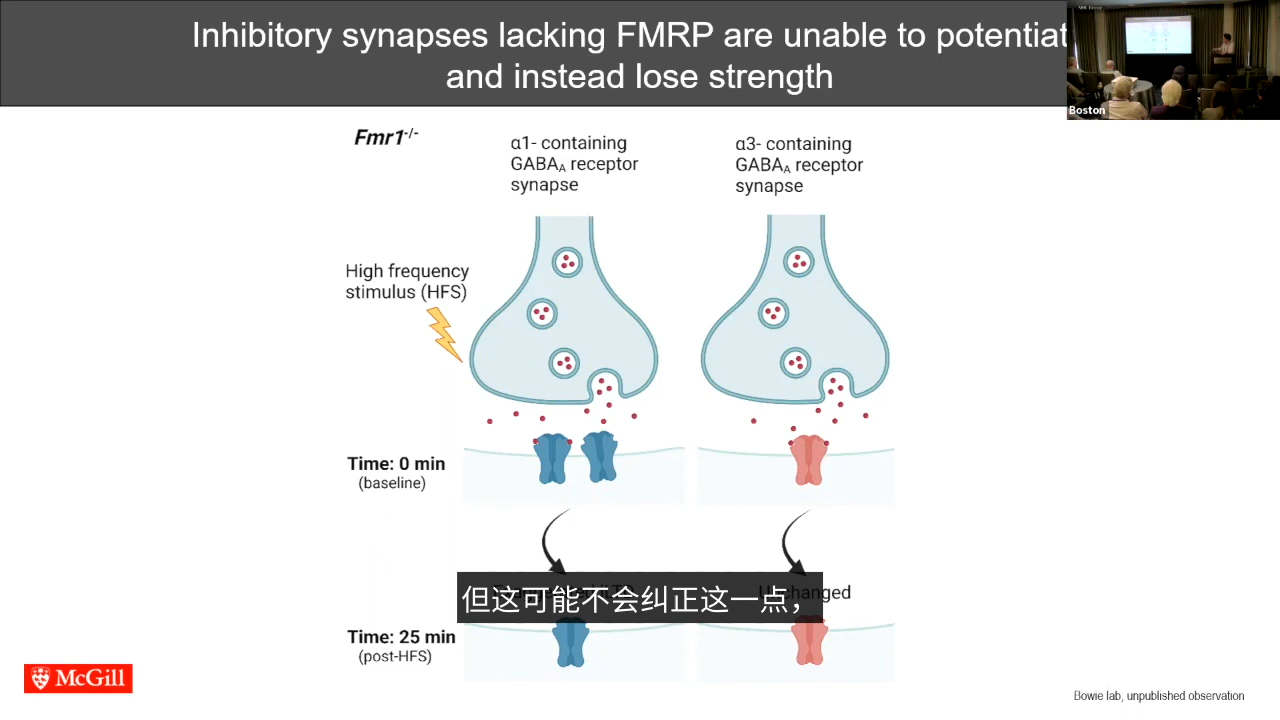 Inhibitory synapses lacking FMRP are unable to potentiat
and instead lose strength
Boston
Fmr1-/-
α1- containing
GABAA receptor
synapse
α3- containing
GABAA receptor
synapse
High frequency
stimulus (HFS)
Time: 0 min
(baseline)
但这可能不会纠正这一点，
Unchanged
Time: 25 min
(post-HFS)
McGill
Bowie lab, unpublished observation